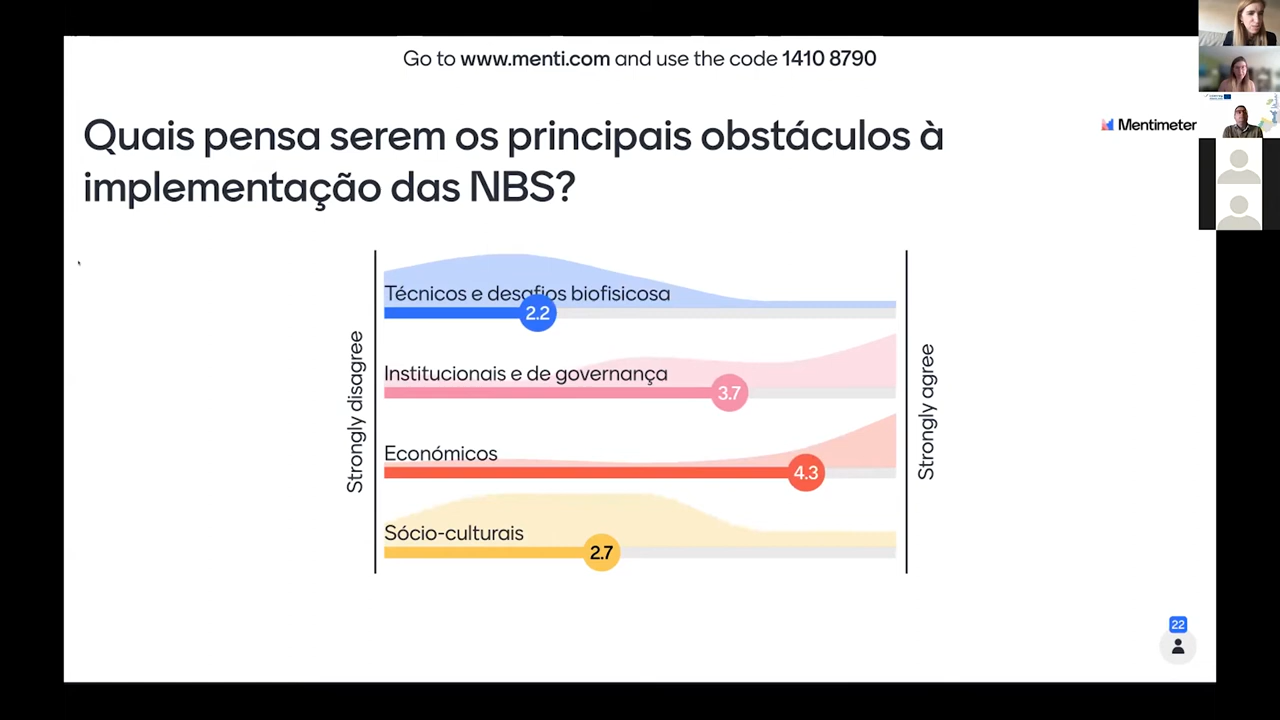 Go to www.menti.com and use the code 1410 8790
Mentimeter
Quais pensa serem os principais obstáculos à
implementação das NBS?
Strongly disagree
Técnicos e desafios biofisicosa
2.2
Institucionais e de governança
3.7
Económicos
4.3
Sócio-culturais
2.7
Strongly agree
22